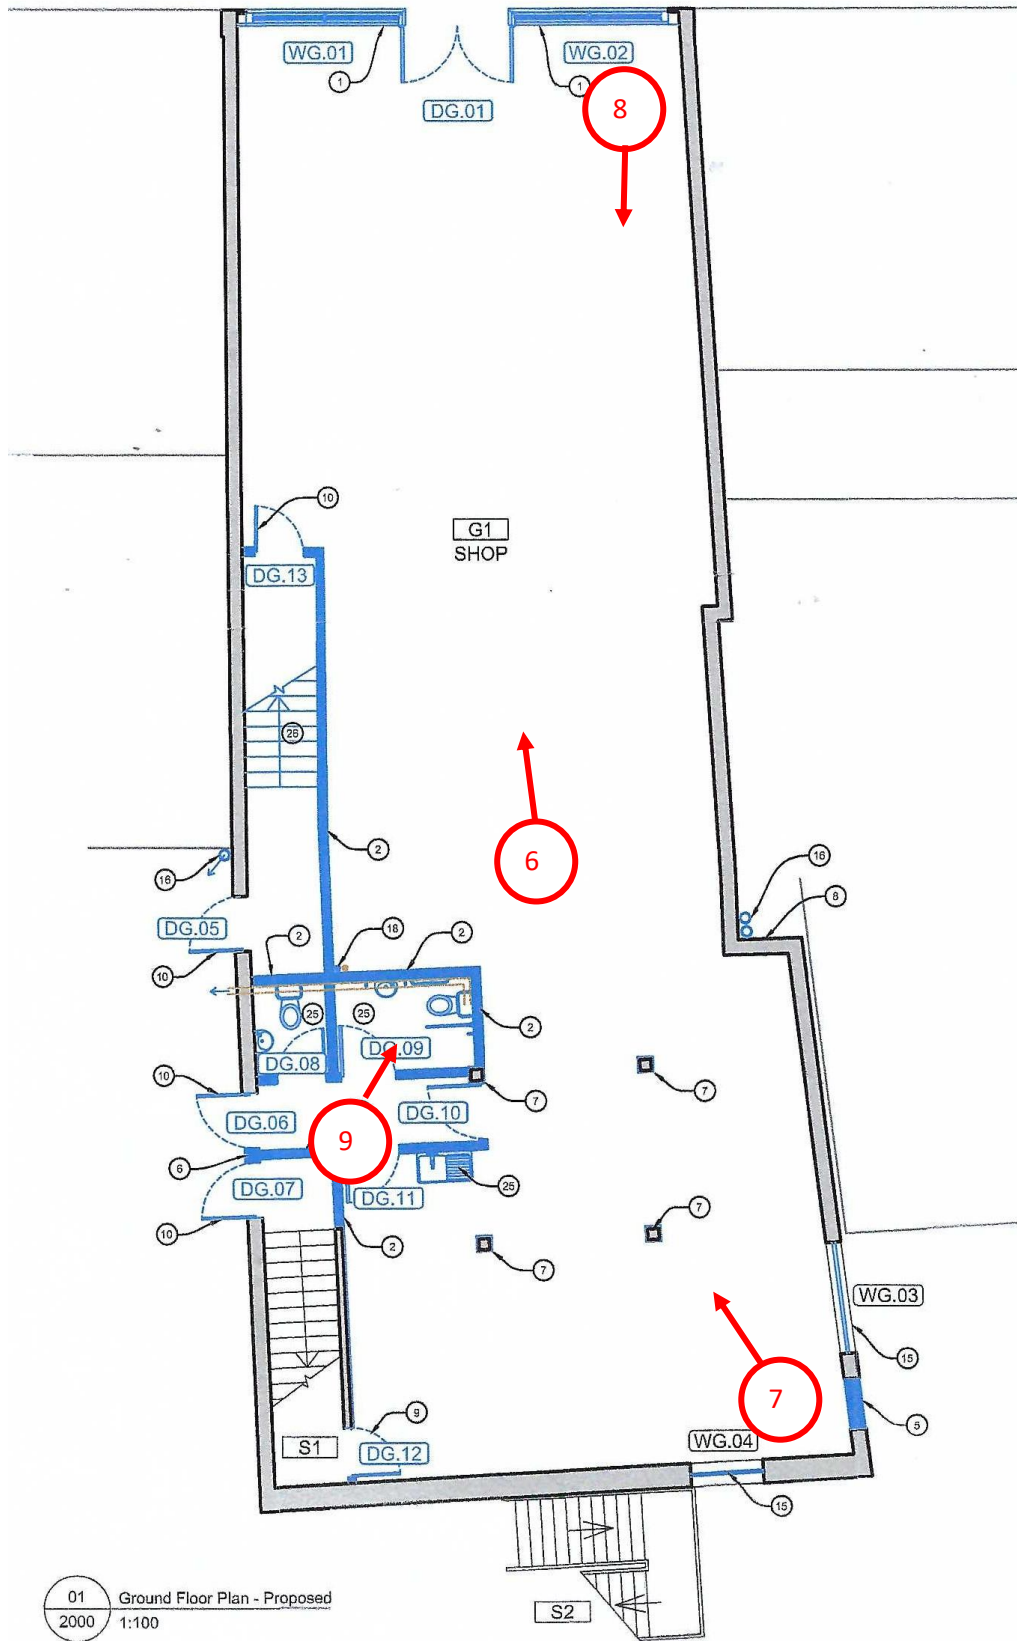 WG.01
WG.02
1
1
DG.01
8
10
G1
SHOP
DG.13
26
2
6
16
16
8
DG.05
2
18
2
10
25
25
2
DG.09
DG.08
10
7
7
DG.10
DG.06
9
6
DG.07
DG.11
25
10
2
7
7
WG.03
15
7
9
5
S1
DG.12
WG.04
15
01
Ground Floor Plan - Proposed
2000
1:100
S2